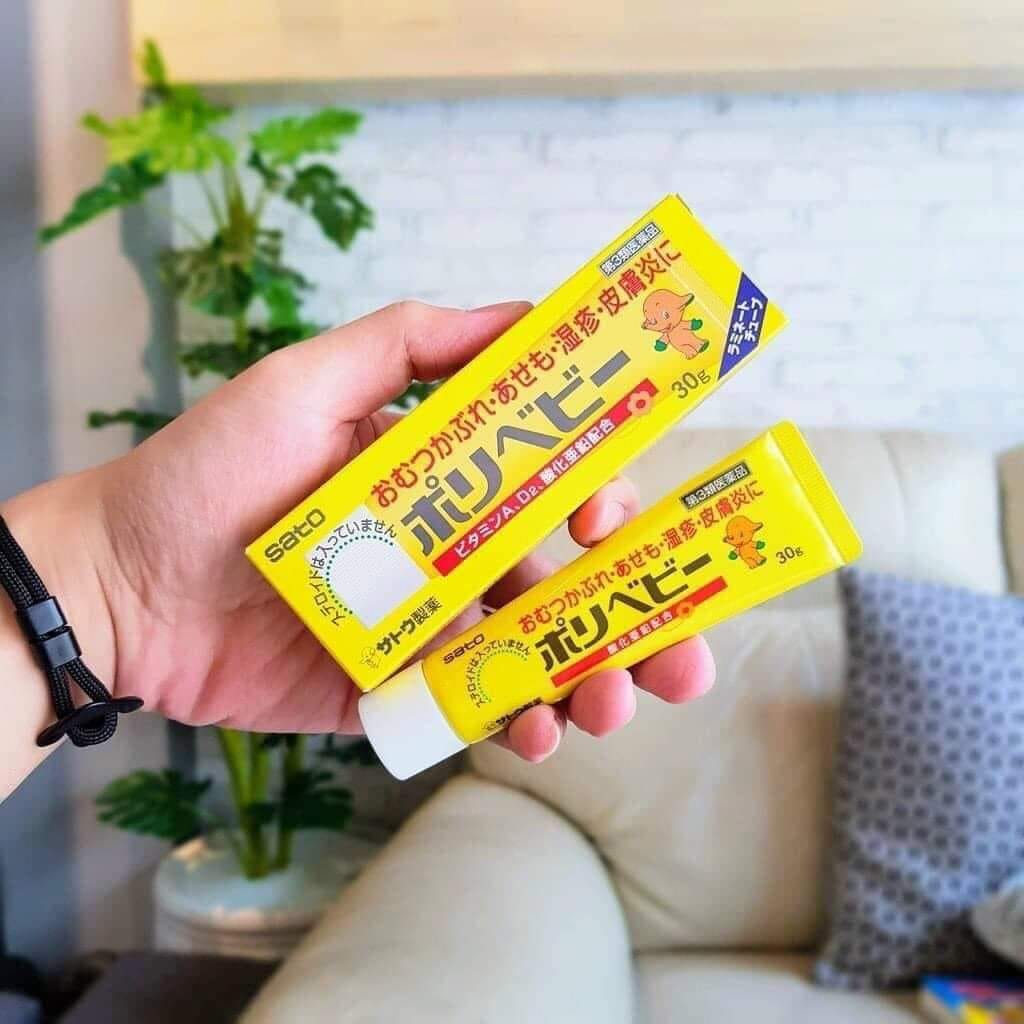 第3類医薬品
おむつかぶれ・あせも・湿疹・皮膚炎に
ポリベビー
ビタミンA、D2、酸化亜鉛配合
30g
ラミネート
チューブ
sato
ステロイドは入っていません
サトウ製薬
第3類医薬品
おむつかぶれ・あせも・湿疹・皮膚炎に
ポリベビー
酸化亜鉛配合
30g
sato
ステロイドは入っていません
サトウ